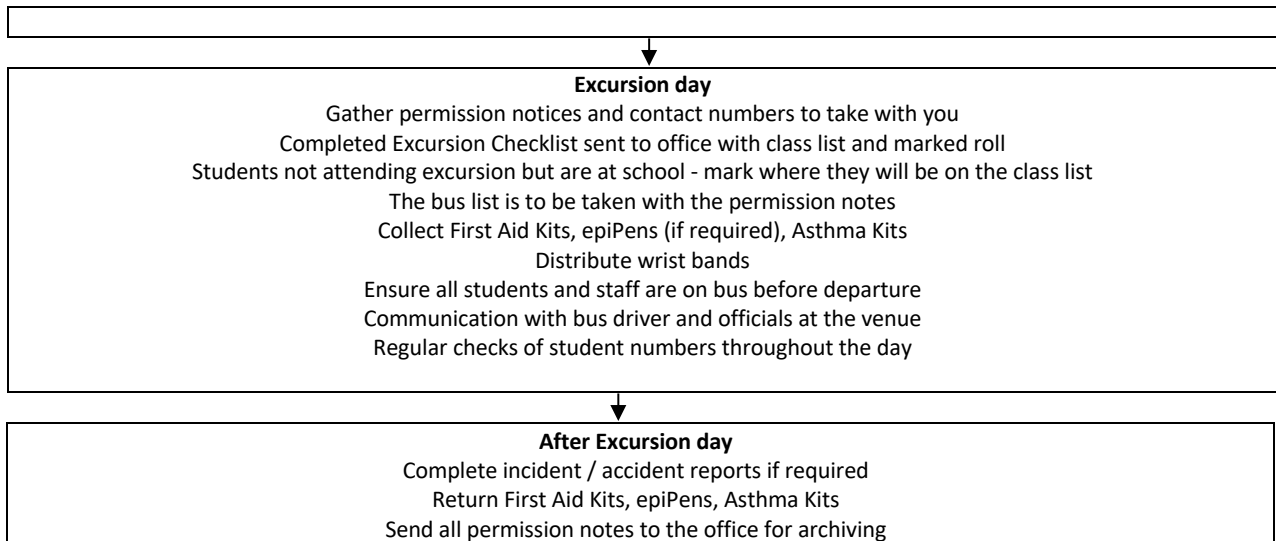 Excursion day
Gather permission notices and contact numbers to take with you
Completed Excursion Checklist sent to office with class list and marked roll
Students not attending excursion but are at school - mark where they will be on the class list
The bus list is to be taken with the permission notes
Collect First Aid Kits, epiPens (if required), Asthma Kits
Distribute wrist bands
Ensure all students and staff are on bus before departure
Communication with bus driver and officials at the venue
Regular checks of student numbers throughout the day
After Excursion day
Complete incident / accident reports if required
Return First Aid Kits, epiPens, Asthma Kits
Send all permission notes to the office for archiving